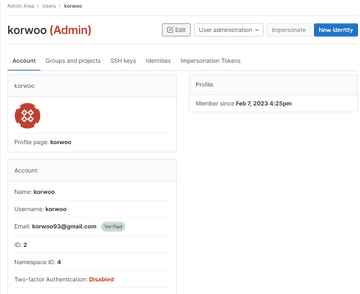 Admin Area > Users > korwoo
korwoo (Admin)
Edit
User administration
Impersonate
New identity
Account
Groups and projects
SSH keys
Identities
Impersonation Tokens
korwoo
Profile page: korwoo
Profile
Member since Feb 7, 2023 4:25pm
Account:
Name: korwoo
Username: korwoo
Email: korwoo93@gmail.com Verified
ID: 2
Namespace ID: 4
Two-factor Authentication: Disabled